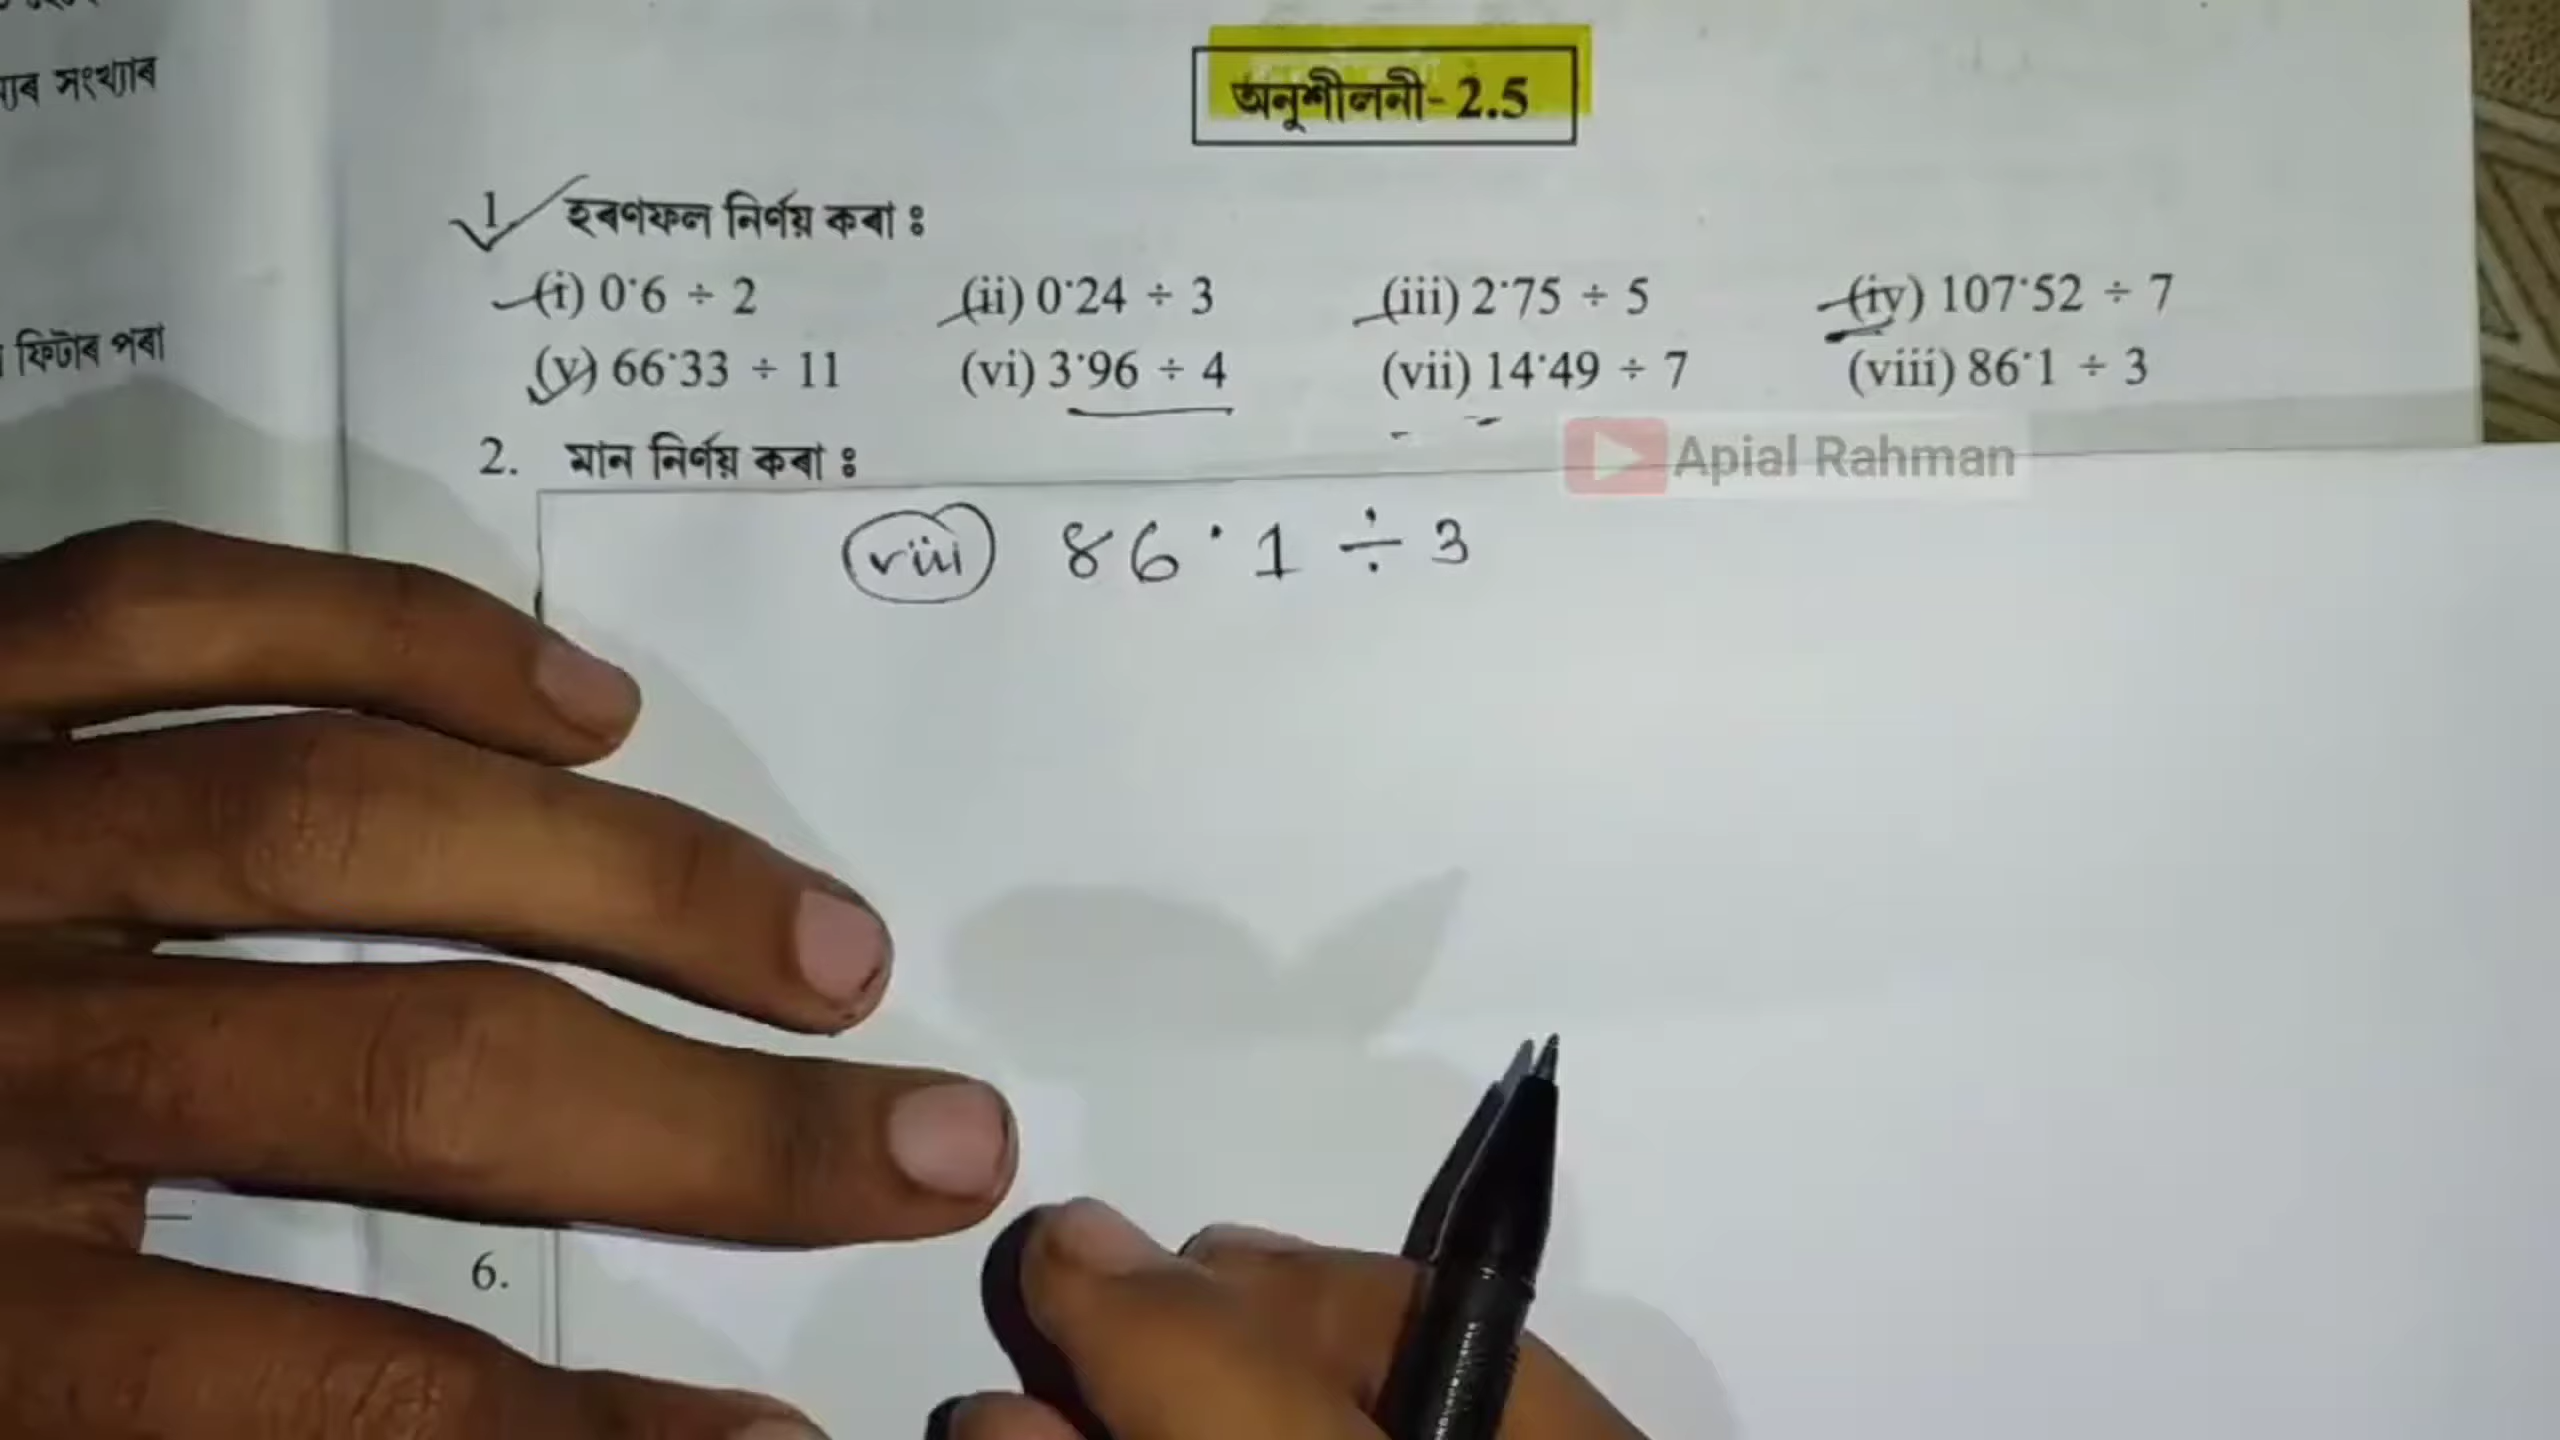 সংখ্যাৰ
ফিটাৰ পৰা
অনুশীলনী- 2.5
1 হৰণফল নিৰ্ণয় কৰা ঃ
(i) 0·6 ÷ 2 (ii) 0·24 ÷ 3 (iii) 2·75 ÷ 5 (iv) 107·52 ÷ 7
(v) 66·33 ÷ 11 (vi) 3·96 ÷ 4 (vii) 14·49 ÷ 7 (viii) 86·1 ÷ 3
2. মান নিৰ্ণয় কৰা ঃ
Apial Rahman
viii 86·1 ÷ 3
6.